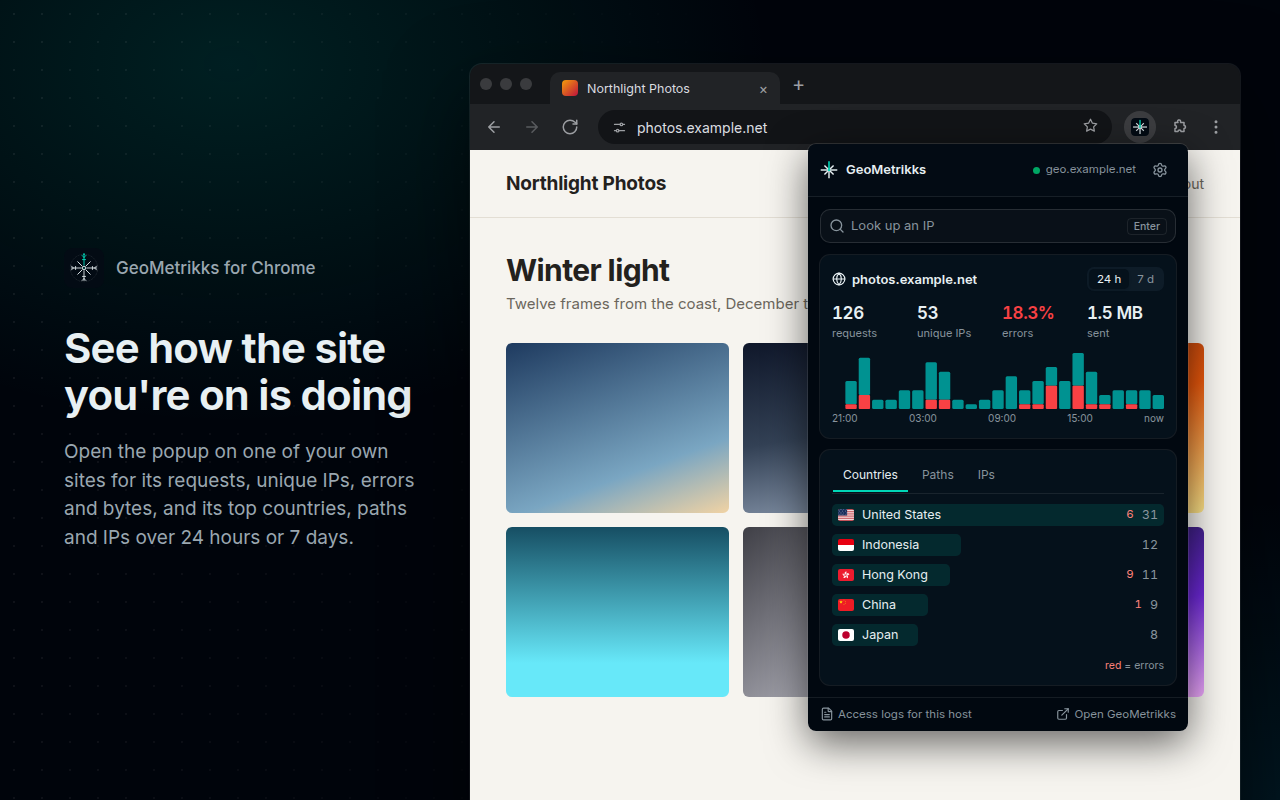 GeoMetrikks for Chrome
See how the site
you're on is doing
Open the popup on one of your own
sites for its requests, unique IPs, errors
and bytes, and its top countries, paths
and IPs over 24 hours or 7 days.
Northlight Photos
photos.example.net
Northlight Photos
out
Winter light
Twelve frames from the coast, December t
GeoMetrikks
geo.example.net
Look up an IP
Enter
photos.example.net
24 h 7 d
126 53 18.3% 1.5 MB
requests unique IPs errors sent
21:00 03:00 09:00 15:00 now
Countries Paths IPs
United States 6 31
Indonesia 12
Hong Kong 9 11
China 1 9
Japan 8
red = errors
Access logs for this host
Open GeoMetrikks